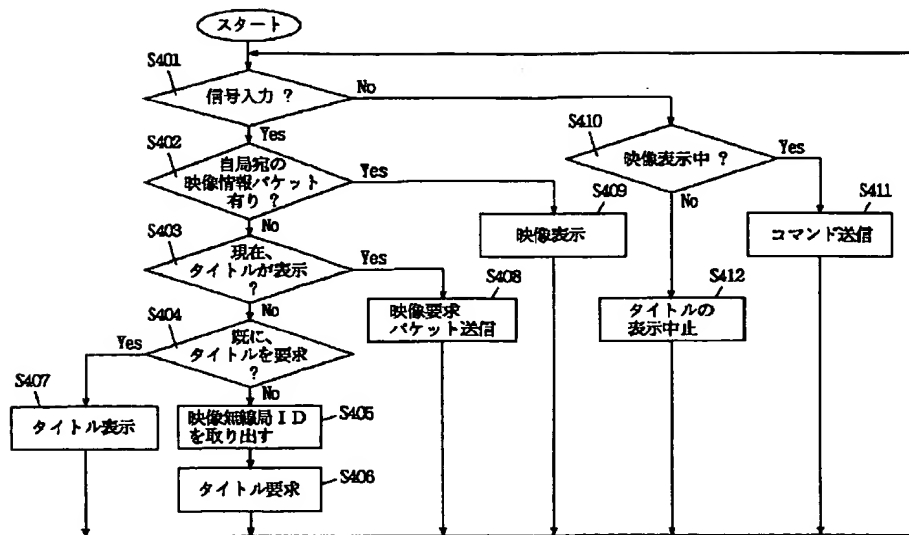 スタート
S401
信号入力 ?
No
Yes
S402
自局宛の
映像情報パケット
有り ?
Yes
No
S403
現在、
タイトルが表示
?
Yes
No
S404
既に、
タイトルを要求
?
Yes
No
S407
タイトル表示
映像無線局ID
を取り出す
S405
タイトル要求
S406
S408
映像要求
パケット送信
S409
映像表示
S410
映像表示中 ?
Yes
No
S411
コマンド送信
S412
タイトルの
表示中止